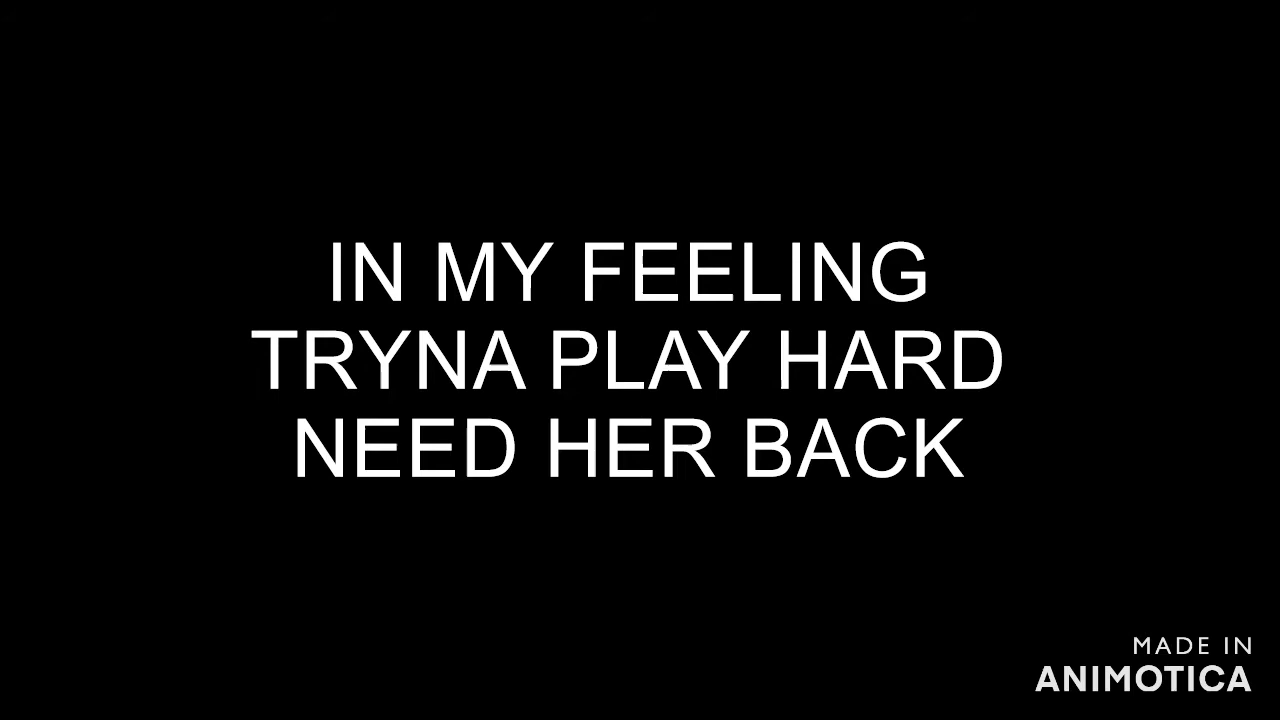 IN MY FEELING
TRYNA PLAY HARD
NEED HER BACK
MADE IN
ANIMOTICA